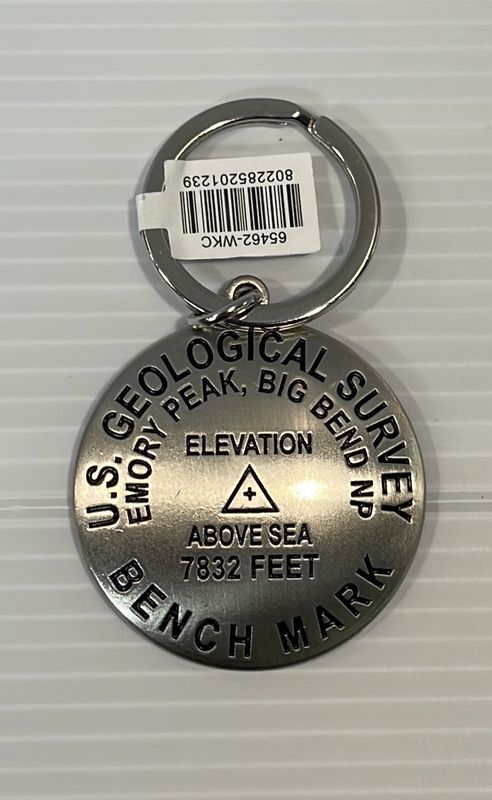 65462-WKC
802285201239
U.S. GEOLOGICAL SURVEY
EMORY PEAK, BIG BEND NP
ELEVATION
ABOVE SEA
7832 FEET
BENCH MARK